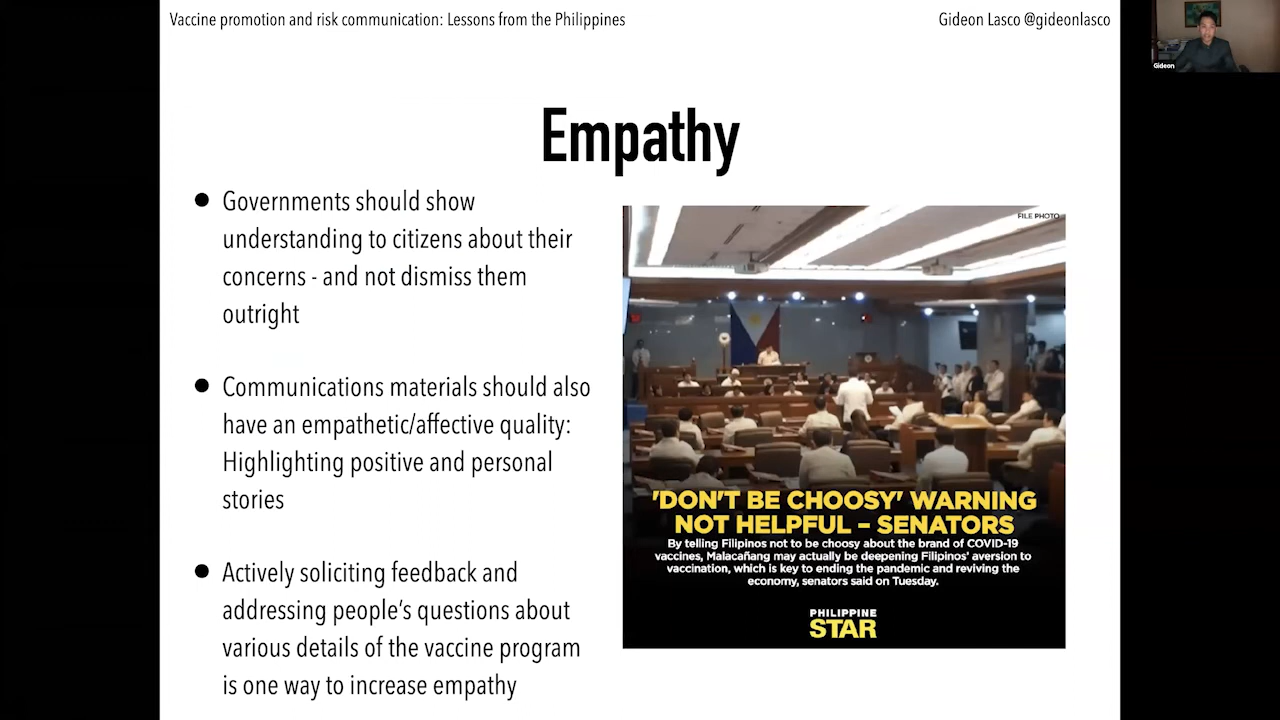 Vaccine promotion and risk communication: Lessons from the Philippines
Gideon Lasco @gideonlasco
Gideon
Empathy
● Governments should show
understanding to citizens about their
concerns - and not dismiss them
outright
● Communications materials should also
have an empathetic/affective quality:
Highlighting positive and personal
stories
● Actively soliciting feedback and
addressing people's questions about
various details of the vaccine program
is one way to increase empathy
FILE PHOTO
'DON'T BE CHOOSY' WARNING
NOT HELPFUL – SENATORS
By telling Filipinos not to be choosy about the brand of COVID-19
vaccines, Malacañang may actually be deepening Filipinos' aversion to
vaccination, which is key to ending the pandemic and reviving the
economy, senators said on Tuesday.
PHILIPPINE
STAR